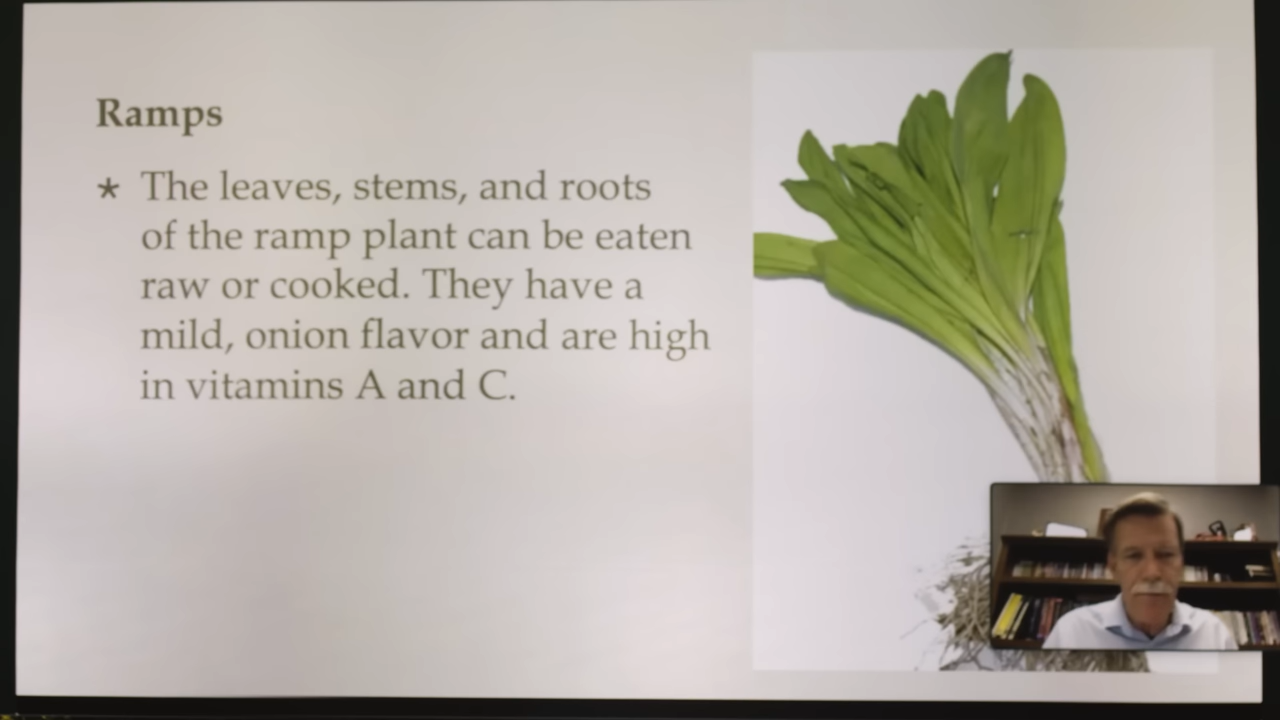 Ramps
* The leaves, stems, and roots
of the ramp plant can be eaten
raw or cooked. They have a
mild, onion flavor and are high
in vitamins A and C.